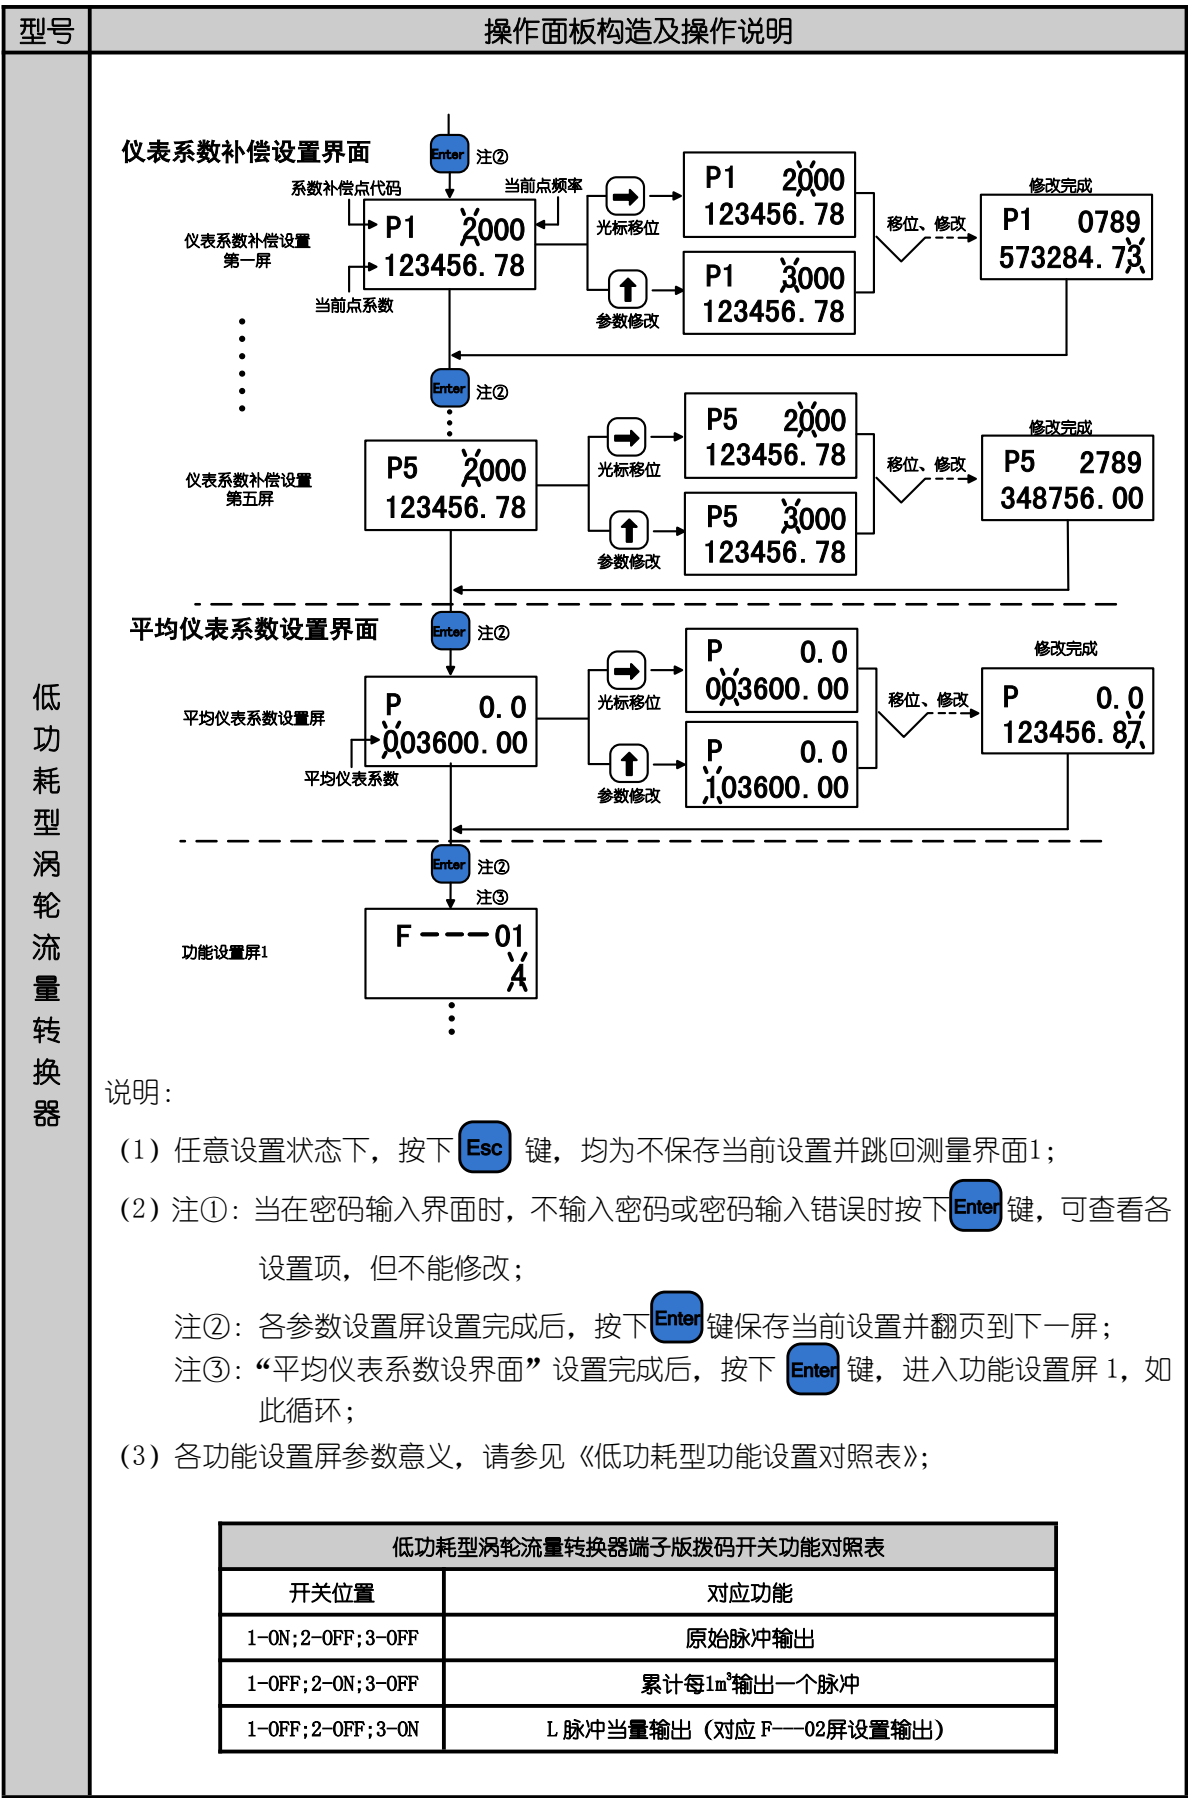 型号
操作面板构造及操作说明
低功耗型涡轮流量转换器
仪表系数补偿设置界面
Enter 注②
系数补偿点代码
当前点频率
仪表系数补偿设置
第一屏
P1 2000
123456.78
当前点系数
光标移位
参数修改
P1 2000
123456.78
P1 3000
123456.78
移位、修改
修改完成
P1 0789
573284.73
Enter 注②
仪表系数补偿设置
第五屏
P5 2000
123456.78
光标移位
参数修改
P5 2000
123456.78
P5 3000
123456.78
移位、修改
修改完成
P5 2789
348756.00
平均仪表系数设置界面
Enter 注②
平均仪表系数设置屏
P 0.0
003600.00
平均仪表系数
光标移位
参数修改
P 0.0
003600.00
P 0.0
103600.00
移位、修改
修改完成
P 0.0
123456.87
Enter 注②
注③
功能设置屏1
F---01
4
说明：
（1）任意设置状态下，按下 Esc 键，均为不保存当前设置并跳回测量界面1；
（2）注①：当在密码输入界面时，不输入密码或密码输入错误时按下Enter键，可查看各
设置项，但不能修改；
注②：各参数设置屏设置完成后，按下Enter键保存当前设置并翻页到下一屏；
注③：“平均仪表系数设界面”设置完成后，按下 Enter 键，进入功能设置屏 1，如
此循环；
（3）各功能设置屏参数意义，请参见《低功耗型功能设置对照表》；
低功耗型涡轮流量转换器端子版拨码开关功能对照表
开关位置 对应功能
1-ON;2-OFF;3-OFF 原始脉冲输出
1-OFF;2-ON;3-OFF 累计每1m³输出一个脉冲
1-OFF;2-OFF;3-ON L 脉冲当量输出（对应 F---02屏设置输出）